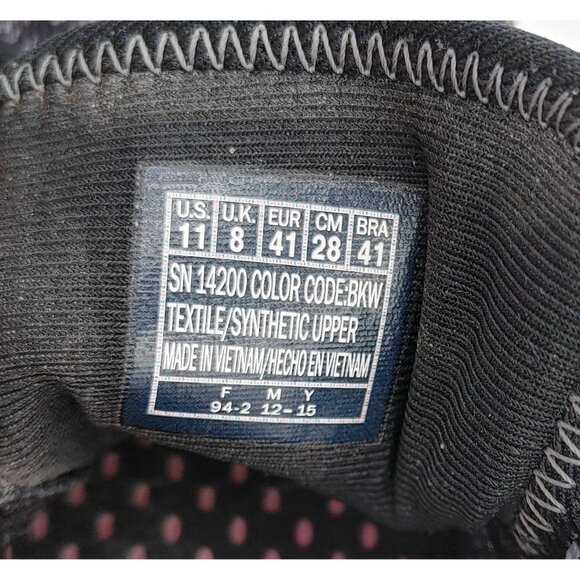 U.S. U.K. EUR CM BRA
11 8 41 28 41
SN 14200 COLOR CODE:BKW
TEXTILE/SYNTHETIC UPPER
MADE IN VIETNAM/HECHO EN VIETNAM
F M Y
94-2 12-15